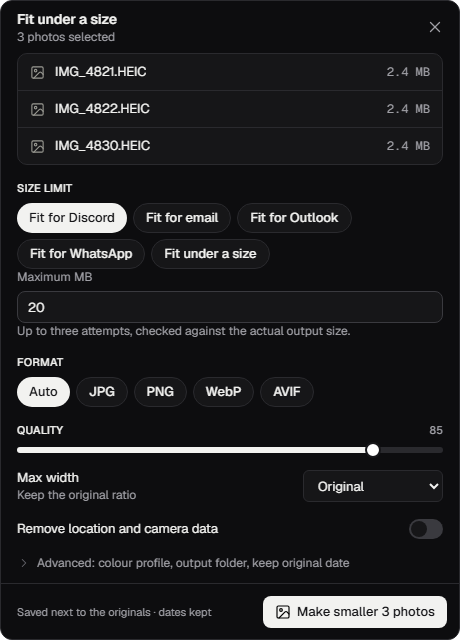 Fit under a size
3 photos selected
IMG_4821.HEIC 2.4 MB
IMG_4822.HEIC 2.4 MB
IMG_4830.HEIC 2.4 MB
SIZE LIMIT
Fit for Discord Fit for email Fit for Outlook
Fit for WhatsApp Fit under a size
Maximum MB
20
Up to three attempts, checked against the actual output size.
FORMAT
Auto JPG PNG WebP AVIF
QUALITY 85
Max width
Keep the original ratio
Original
Remove location and camera data
Advanced: colour profile, output folder, keep original date
Saved next to the originals · dates kept
Make smaller 3 photos